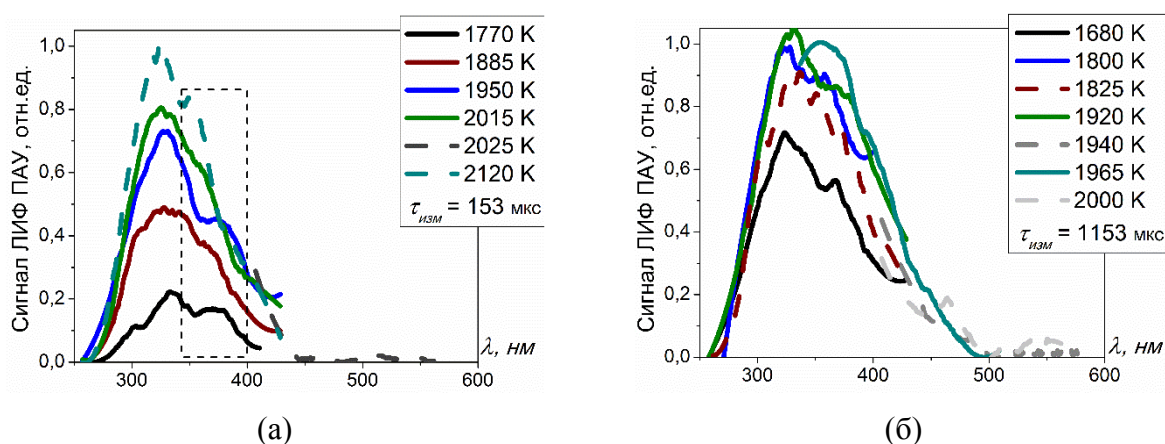 Сигнал ЛИФ ПАУ, отн.ед.
1,0
0,8
0,6
0,4
0,2
0,0
300
400
500
600
λ, нм
1770 K
1885 K
1950 K
2015 K
2025 K
2120 K
τизм = 153 мкс
(а)
Сигнал ЛИФ ПАУ, отн.ед.
1,0
0,8
0,6
0,4
0,2
0,0
300
400
500
600
λ, нм
1680 K
1800 K
1825 K
1920 K
1940 K
1965 K
2000 K
τизм = 1153 мкс
(б)